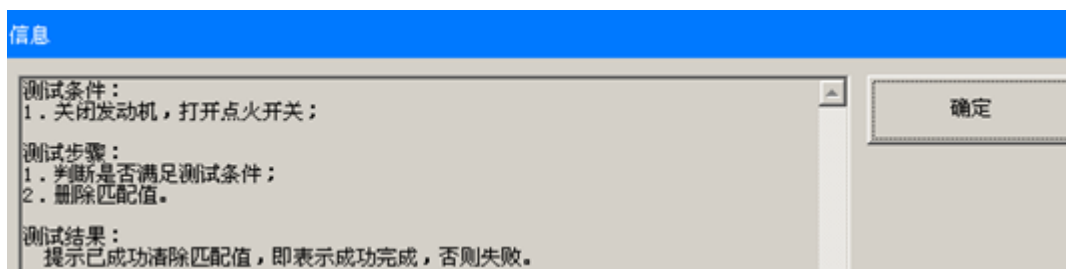 信息
测试条件：
1．关闭发动机，打开点火开关；
确定
测试步骤：
1．判断是否满足测试条件；
2．删除匹配值。
测试结果：
提示已成功清除匹配值，即表示成功完成，否则失败。